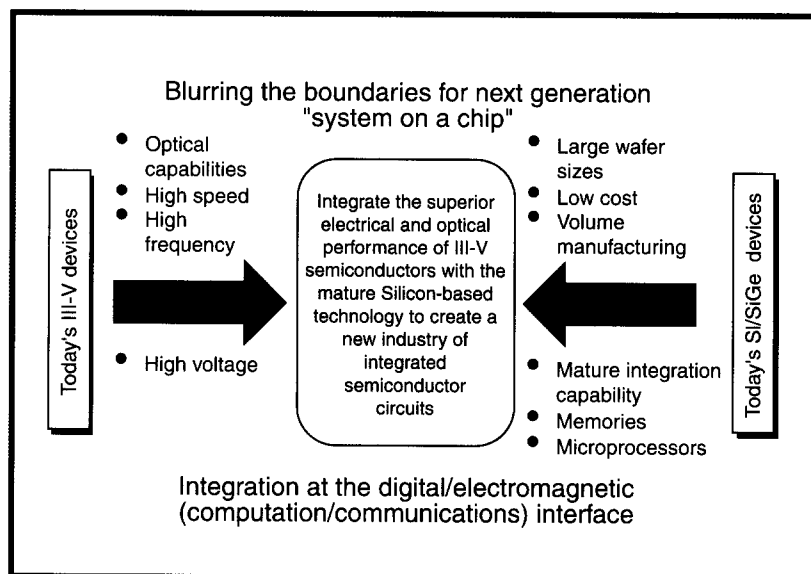 Blurring the boundaries for next generation
"system on a chip"
Today's III-V devices
● Optical
capabilities
● High speed
● High
frequency
● High voltage
Integrate the superior
electrical and optical
performance of III-V
semiconductors with the
mature Silicon-based
technology to create a
new industry of
integrated
semiconductor
circuits
● Large wafer
sizes
● Low cost
● Volume
manufacturing
● Mature integration
capability
● Memories
● Microprocessors
Today's SI/SiGe devices
Integration at the digital/electromagnetic
(computation/communications) interface